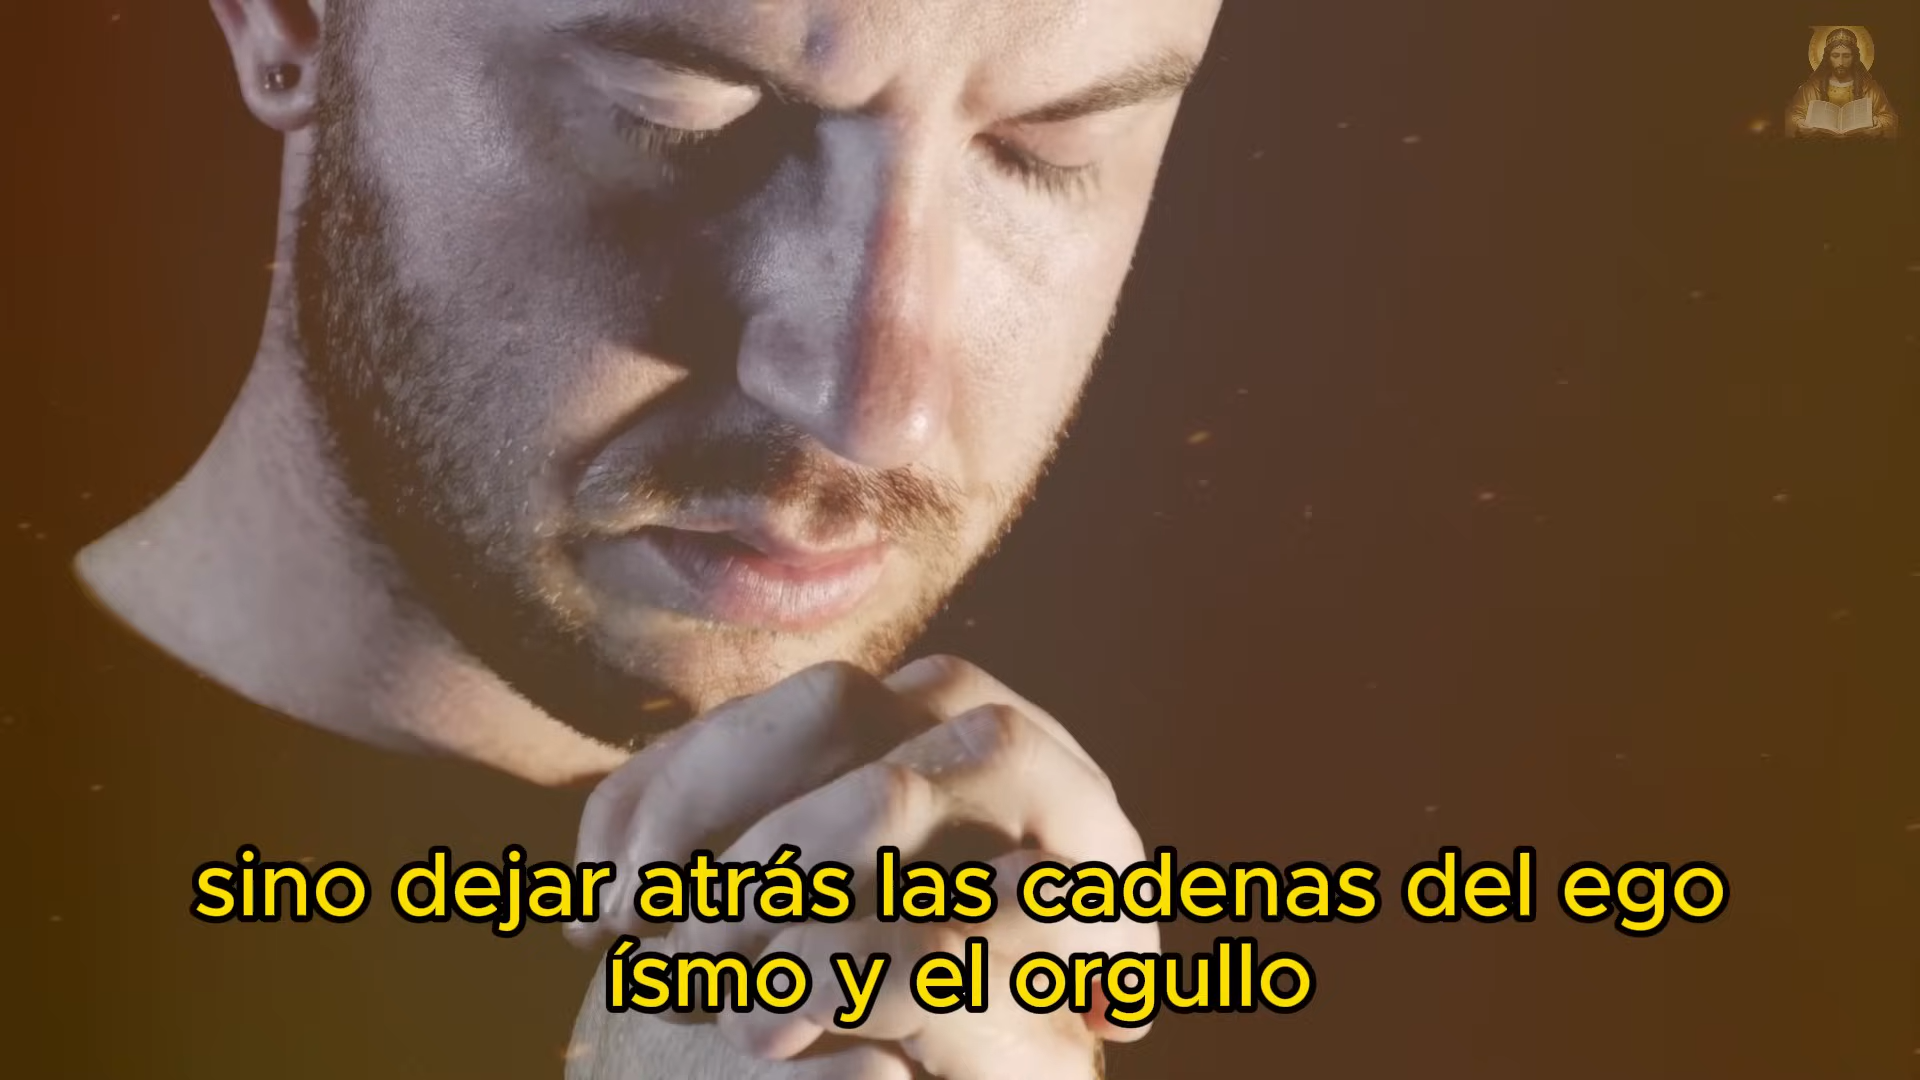 sino dejar atrás las cadenas del ego
ísmo y el orgullo